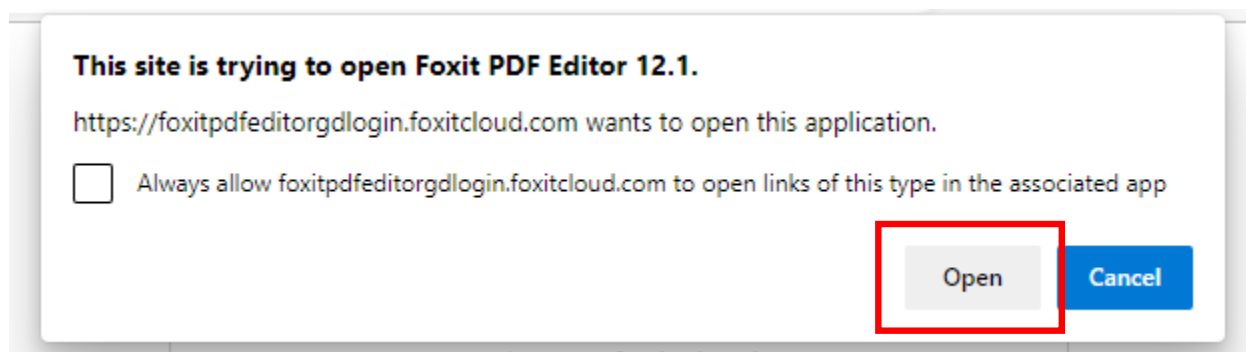 This site is trying to open Foxit PDF Editor 12.1.
https://foxitpdfeditorgdlogin.foxitcloud.com wants to open this application.
Always allow foxitpdfeditorgdlogin.foxitcloud.com to open links of this type in the associated app
Open Cancel